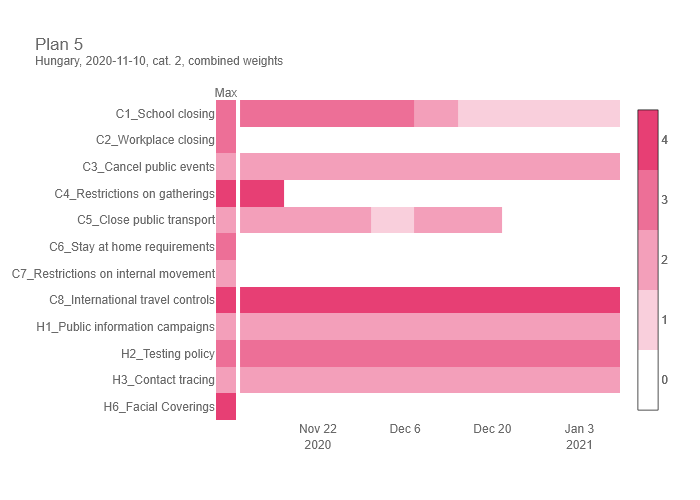 Plan 5
Hungary, 2020-11-10, cat. 2, combined weights
Max
C1_School closing
C2_Workplace closing
C3_Cancel public events
C4_Restrictions on gatherings
C5_Close public transport
C6_Stay at home requirements
C7_Restrictions on internal movement
C8_International travel controls
H1_Public information campaigns
H2_Testing policy
H3_Contact tracing
H6_Facial Coverings
Nov 22
2020
Dec 6
Dec 20
Jan 3
2021
4
3
2
1
0